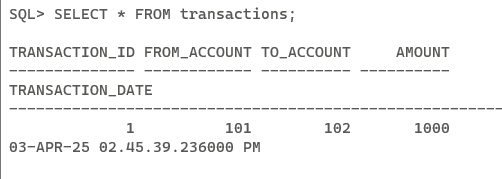 SQL> SELECT * FROM transactions;
TRANSACTION_ID FROM_ACCOUNT TO_ACCOUNT     AMOUNT
-------------- ------------ ---------- ----------
TRANSACTION_DATE
---------------------------------------------------------------------------
             1          101        102       1000
03-APR-25 02.45.39.236000 PM